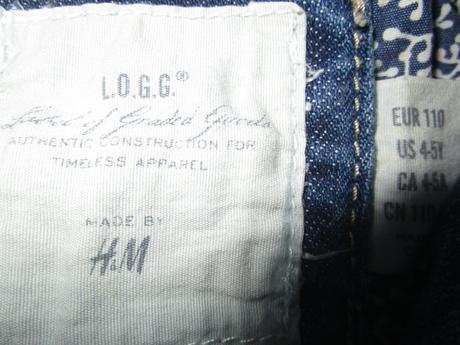 L.O.G.G.®
Label of Graded Goods
AUTHENTIC CONSTRUCTION FOR
TIMELESS APPAREL
MADE BY
H&M
EUR 110
US 4-5Y
CA 4-5A
CN 110